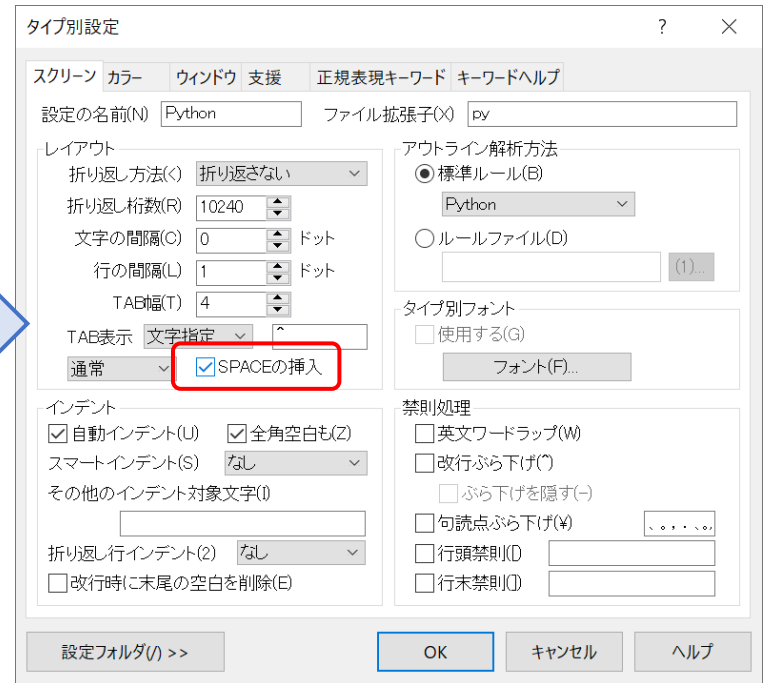 タイプ別設定
スクリーン カラー ウィンドウ 支援 正規表現キーワード キーワードヘルプ
設定の名前(N) Python ファイル拡張子(X) py
レイアウト
折り返し方法(<) 折り返さない
折り返し桁数(R) 10240
文字の間隔(C) 0 ドット
行の間隔(L) 1 ドット
TAB幅(T) 4
TAB表示 文字指定 ^
通常 SPACEの挿入
アウトライン解析方法
標準ルール(B)
Python
ルールファイル(D)
(1)...
タイプ別フォント
使用する(G)
フォント(F)...
インデント
自動インデント(U) 全角空白も(Z)
スマートインデント(S) なし
その他のインデント対象文字(I)
折り返し行インデント(2) なし
改行時に末尾の空白を削除(E)
禁則処理
英文ワードラップ(W)
改行ぶら下げ(^)
ぶら下げを隠す(-)
句読点ぶら下げ(¥) 、。，．､｡,
行頭禁則([)
行末禁則(])
設定フォルダ(/) >> OK キャンセル ヘルプ